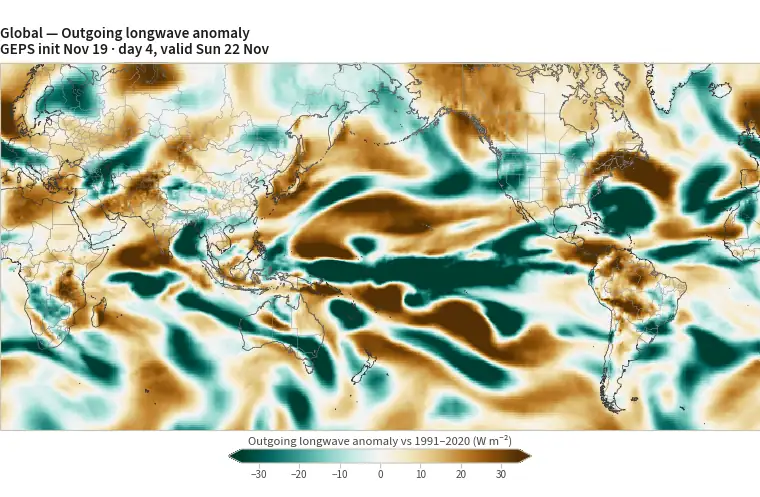 Global — Outgoing longwave anomaly
GEPS init Nov 19 · day 4, valid Sun 22 Nov
Outgoing longwave anomaly vs 1991–2020 (W m⁻²)
−30 −20 −10 0 10 20 30